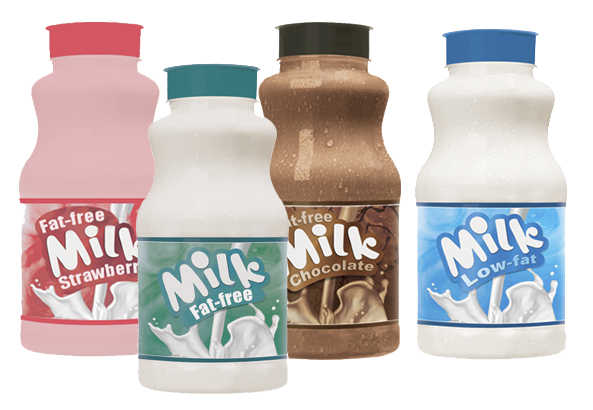 Fat-free
Milk
Strawberr
Milk
Fat-free
t-free
Milk
Chocolate
Milk
Low-fat